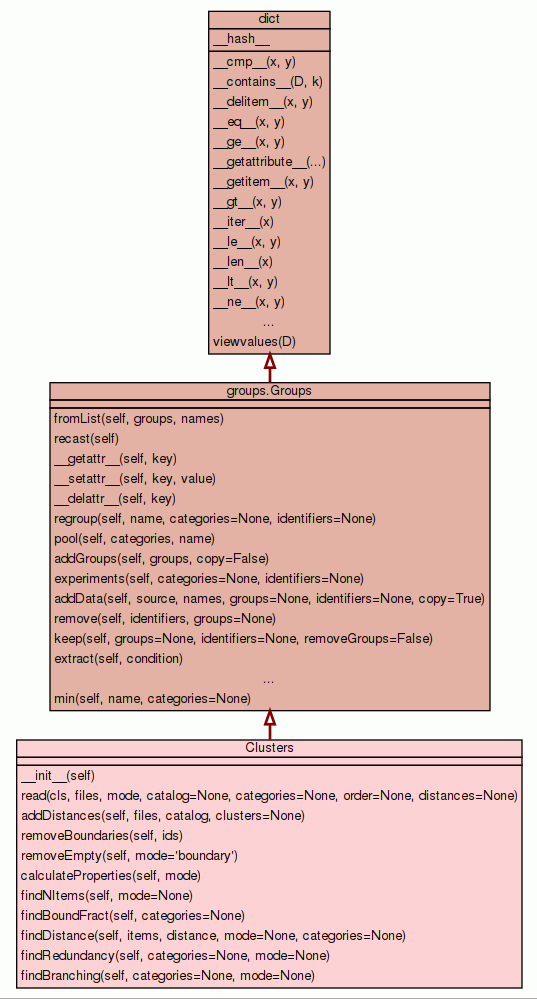 dict
__hash__
__cmp__(x, y)
__contains__(D, k)
__delitem__(x, y)
__eq__(x, y)
__ge__(x, y)
__getattribute__(...)
__getitem__(x, y)
__gt__(x, y)
__iter__(x)
__le__(x, y)
__len__(x)
__lt__(x, y)
__ne__(x, y)
...
viewvalues(D)
groups.Groups
fromList(self, groups, names)
recast(self)
__getattr__(self, key)
__setattr__(self, key, value)
__delattr__(self, key)
regroup(self, name, categories=None, identifiers=None)
pool(self, categories, name)
addGroups(self, groups, copy=False)
experiments(self, categories=None, identifiers=None)
addData(self, source, names, groups=None, identifiers=None, copy=True)
remove(self, identifiers, groups=None)
keep(self, groups=None, identifiers=None, removeGroups=False)
extract(self, condition)
...
min(self, name, categories=None)
Clusters
__init__(self)
read(cls, files, mode, catalog=None, categories=None, order=None, distances=None)
addDistances(self, files, catalog, clusters=None)
removeBoundaries(self, ids)
removeEmpty(self, mode='boundary')
calculateProperties(self, mode)
findNItems(self, mode=None)
findBoundFract(self, categories=None)
findDistance(self, items, distance, mode=None, categories=None)
findRedundancy(self, categories=None, mode=None)
findBranching(self, categories=None, mode=None)